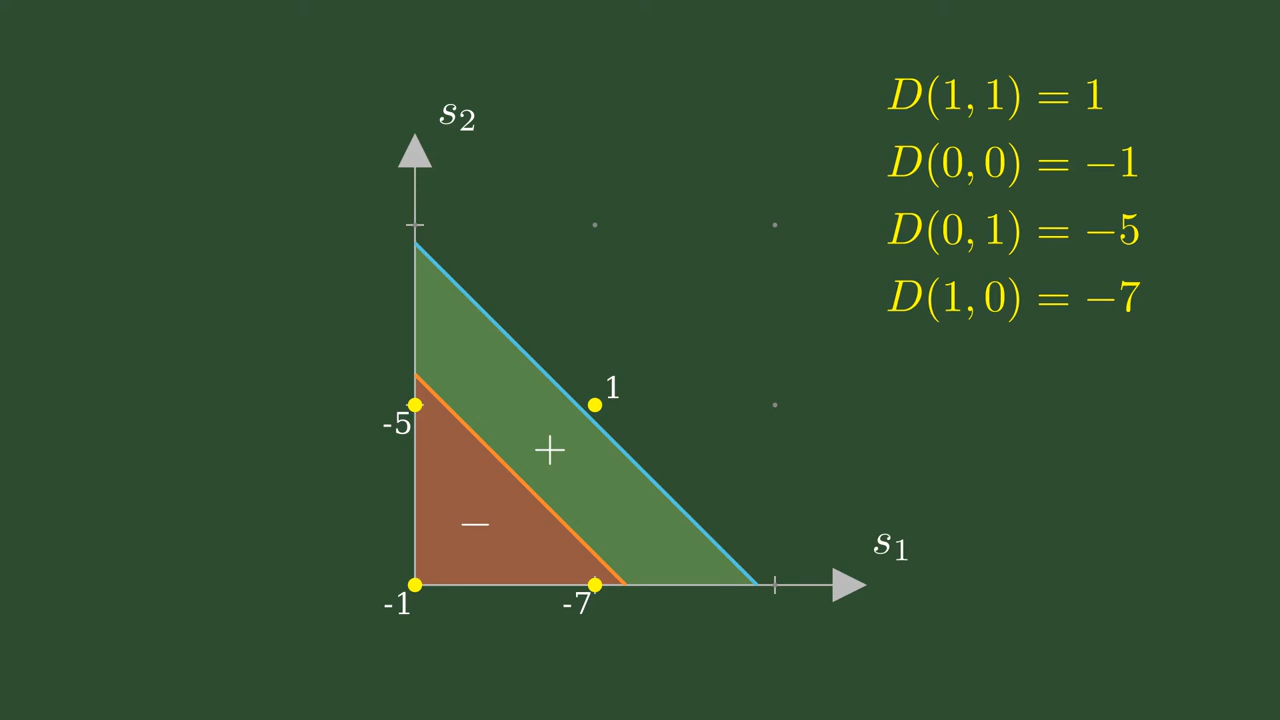 D(1, 1) = 1
s₂
D(0, 0) = −1
D(0, 1) = −5
D(1, 0) = −7
1
-5
+
−
s₁
-1
-7